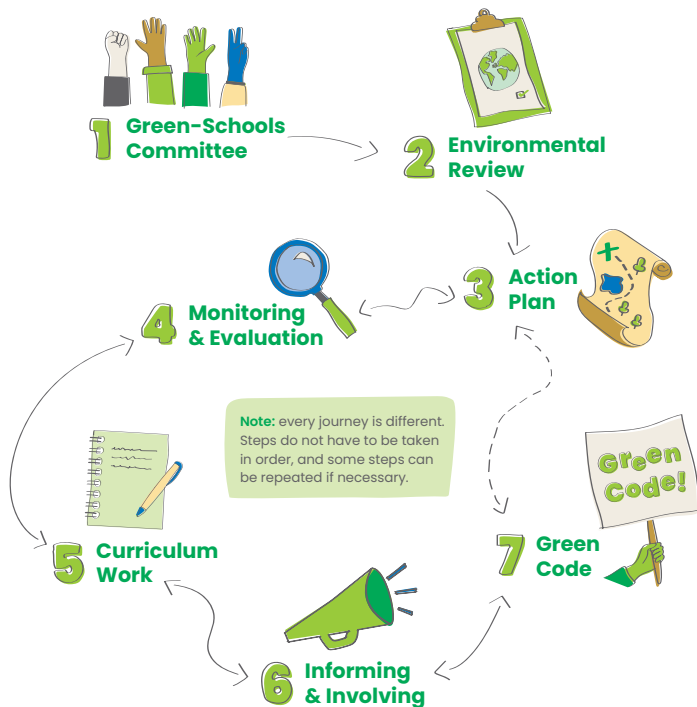 1 Green-Schools
Committee
2 Environmental
Review
3 Action
Plan
4 Monitoring
& Evaluation
Note: every journey is different.
Steps do not have to be taken
in order, and some steps can
be repeated if necessary.
5 Curriculum
Work
6 Informing
& Involving
7 Green
Code
Green
Code!